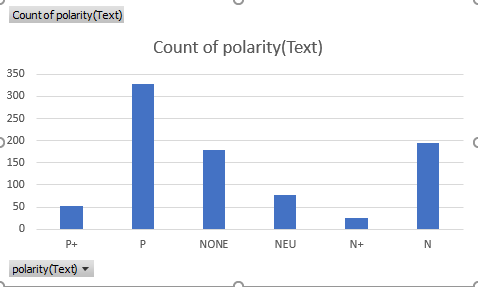 Count of polarity(Text)
Count of polarity(Text)
350
300
250
200
150
100
50
0
P+ P NONE NEU N+ N
polarity(Text)